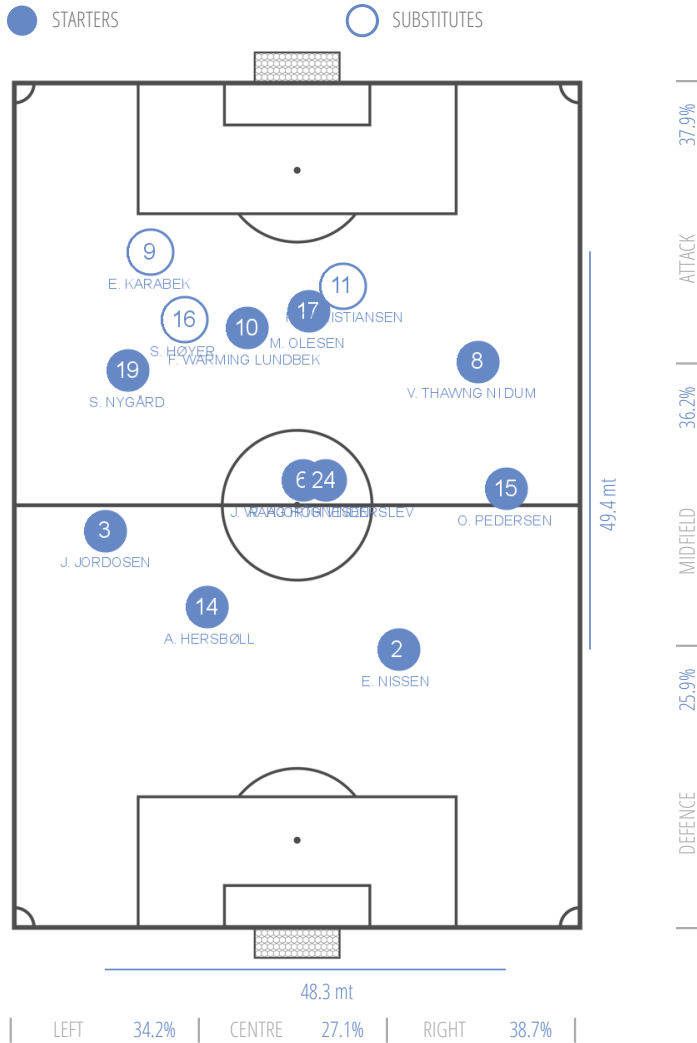 STARTERS
SUBSTITUTES
37.9%
ATTACK
36.2%
MIDFIELD
25.9%
DEFENCE
49.4 mt
9
E. KARABEK
11
16
S. HØYER
10
F. WARMING LUNDBEK
17
M. OLESEN
19
S. NYGÅRD
8
V. THAWNG NI DUM
6
24
15
O. PEDERSEN
3
J. JORDOSEN
14
A. HERSBØLL
2
E. NISSEN
48.3 mt
LEFT 34.2% CENTRE 27.1% RIGHT 38.7%